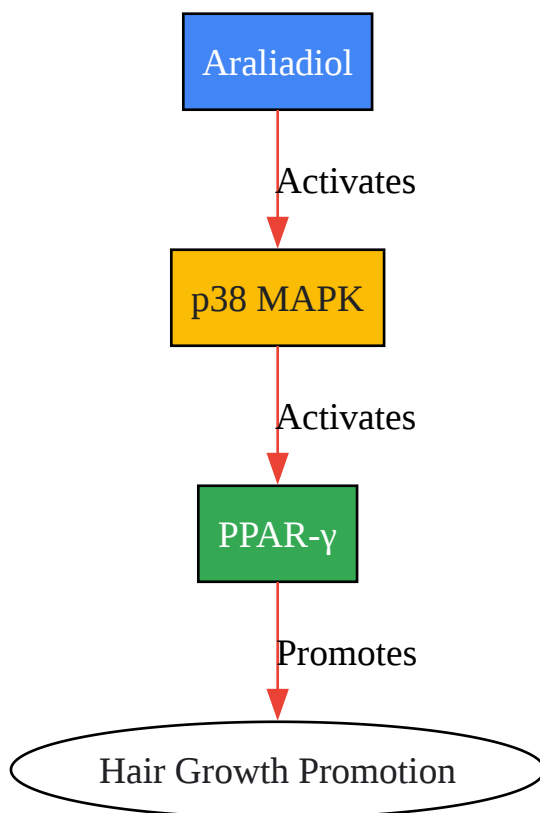 Araliadiol
Activates
p38 MAPK
Activates
PPAR-γ
Promotes
Hair Growth Promotion